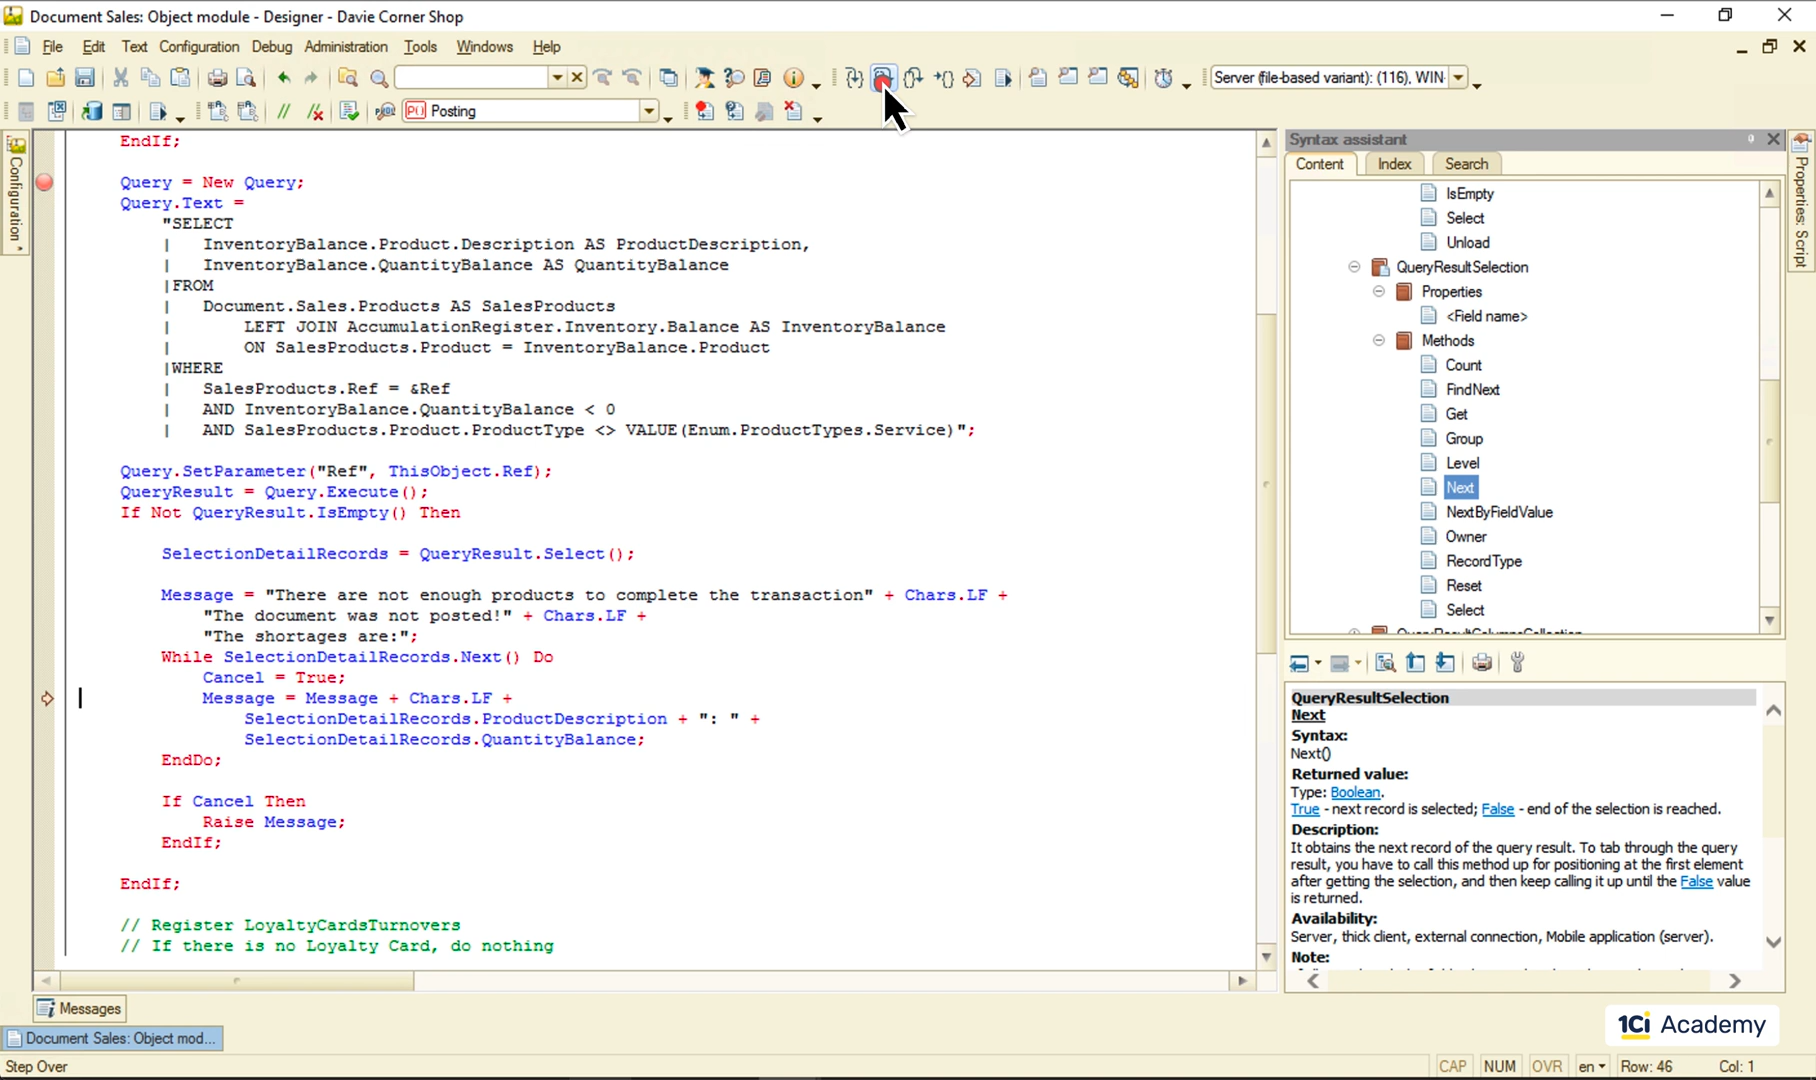 Document Sales: Object module - Designer - Davie Corner Shop
File Edit Text Configuration Debug Administration Tools Windows Help
Server (file-based variant): (116), WIN-
P() Posting
Configuration
EndIf;
Query = New Query;
Query.Text =
"SELECT
| InventoryBalance.Product.Description AS ProductDescription,
| InventoryBalance.QuantityBalance AS QuantityBalance
|FROM
| Document.Sales.Products AS SalesProducts
| LEFT JOIN AccumulationRegister.Inventory.Balance AS InventoryBalance
| ON SalesProducts.Product = InventoryBalance.Product
|WHERE
| SalesProducts.Ref = &Ref
| AND InventoryBalance.QuantityBalance < 0
| AND SalesProducts.Product.ProductType <> VALUE(Enum.ProductTypes.Service)";
Query.SetParameter("Ref", ThisObject.Ref);
QueryResult = Query.Execute();
If Not QueryResult.IsEmpty() Then
SelectionDetailRecords = QueryResult.Select();
Message = "There are not enough products to complete the transaction" + Chars.LF +
"The document was not posted!" + Chars.LF +
"The shortages are:";
While SelectionDetailRecords.Next() Do
Cancel = True;
Message = Message + Chars.LF +
SelectionDetailRecords.ProductDescription + ": " +
SelectionDetailRecords.QuantityBalance;
EndDo;
If Cancel Then
Raise Message;
EndIf;
EndIf;
// Register LoyaltyCardsTurnovers
// If there is no Loyalty Card, do nothing
Syntax assistant
Content Index Search
IsEmpty
Select
Unload
QueryResultSelection
Properties
<Field name>
Methods
Count
FindNext
Get
Group
Level
Next
NextByFieldValue
Owner
RecordType
Reset
Select
QueryResultColumnsCollection
Properties: Script
QueryResultSelection
Next
Syntax:
Next()
Returned value:
Type: Boolean.
True - next record is selected; False - end of the selection is reached.
Description:
It obtains the next record of the query result. To tab through the query
result, you have to call this method up for positioning at the first element
after getting the selection, and then keep calling it up until the False value
is returned.
Availability:
Server, thick client, external connection, Mobile application (server).
Note:
Messages
1Ci Academy
Document Sales: Object mod...
Step Over
CAP NUM OVR en Row: 46 Col: 1